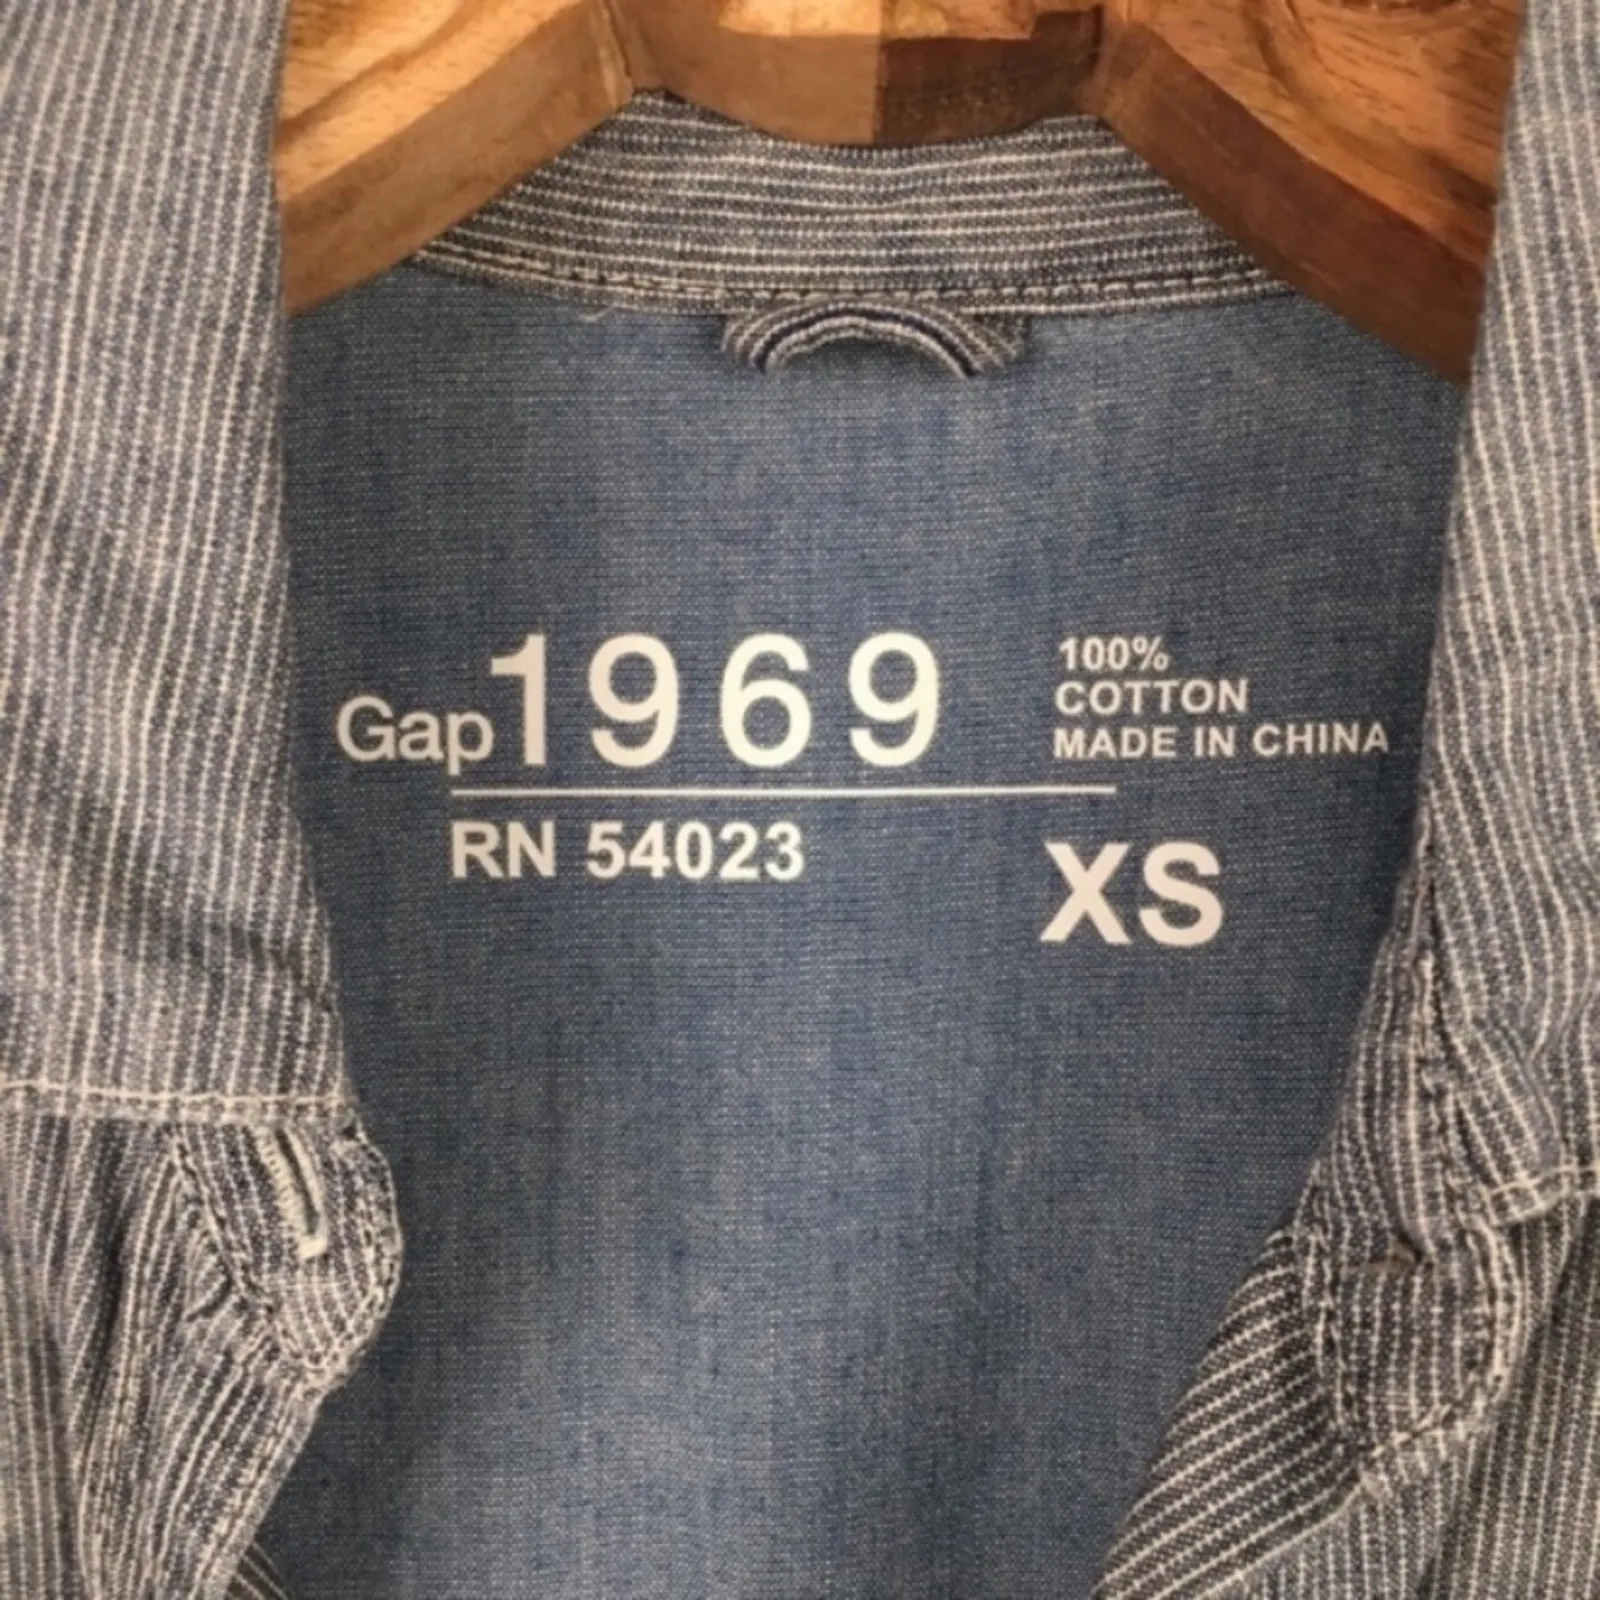 Gap1969
100%
COTTON
MADE IN CHINA
RN 54023
XS